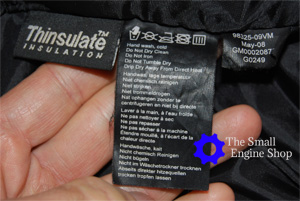 Thinsulate
INSULATION
Hand wash, cold
Do Not Dry Clean
Do Not Iron
Do Not Tumble Dry
Drip Dry Away From Direct Heat
Handwas, lage temperatuur
Niet chemisch reinigen
Niet strijken
Niet trommeldrogen
Niet ophangen zonder te
centrifugeren en niet bij directe
warmte
Laver à la main, à l'eau froide
Ne pas nettoyer à sec
Ne pas repasser
Ne pas sécher à la machine
Étendre mouillé, à l'écart de la
chaleur directe
Handwäsche, kalt
Nicht chemisch Reinigen
Nicht bügeln
Nicht im Wäschetrockner trocknen
Abseits direkter Hitzequellen
trocken tropfen lassen
98325-09VM
May-08
GM0002087
G0249
The Small
Engine Shop